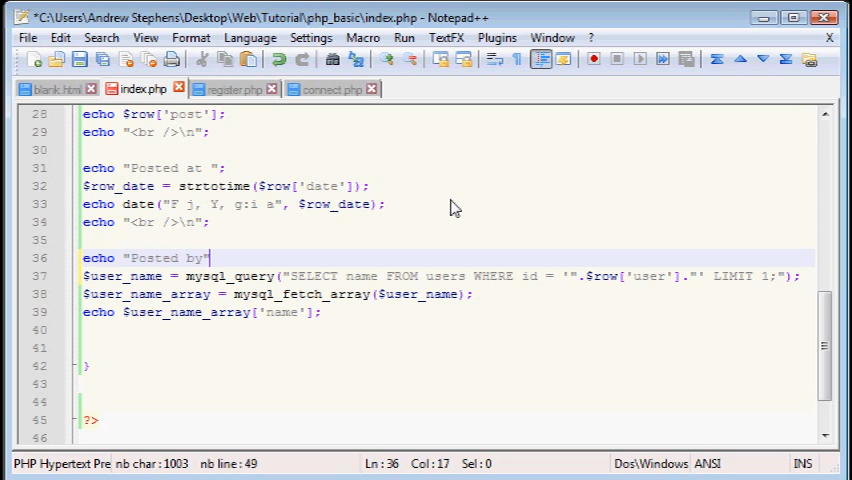 *C:\Users\Andrew Stephens\Desktop\Web\Tutorial\php_basic\index.php - Notepad++
File Edit Search View Format Language Settings Macro Run TextFX Plugins Window ? X
blank.html index.php register.php connect.php
28 echo $row['post'];
29 echo "<br />\n";
30
31 echo "Posted at ";
32 $row_date = strtotime($row['date']);
33 echo date("F j, Y, g:i a", $row_date);
34 echo "<br />\n";
35
36 echo "Posted by"
37 $user_name = mysql_query("SELECT name FROM users WHERE id = '".$row['user']."' LIMIT 1;");
38 $user_name_array = mysql_fetch_array($user_name);
39 echo $user_name_array['name'];
40
41
42 }
43
44
45 ?>
46
PHP Hypertext Pre nb char : 1003 nb line : 49 Ln : 36 Col : 17 Sel : 0 Dos\Windows ANSI INS